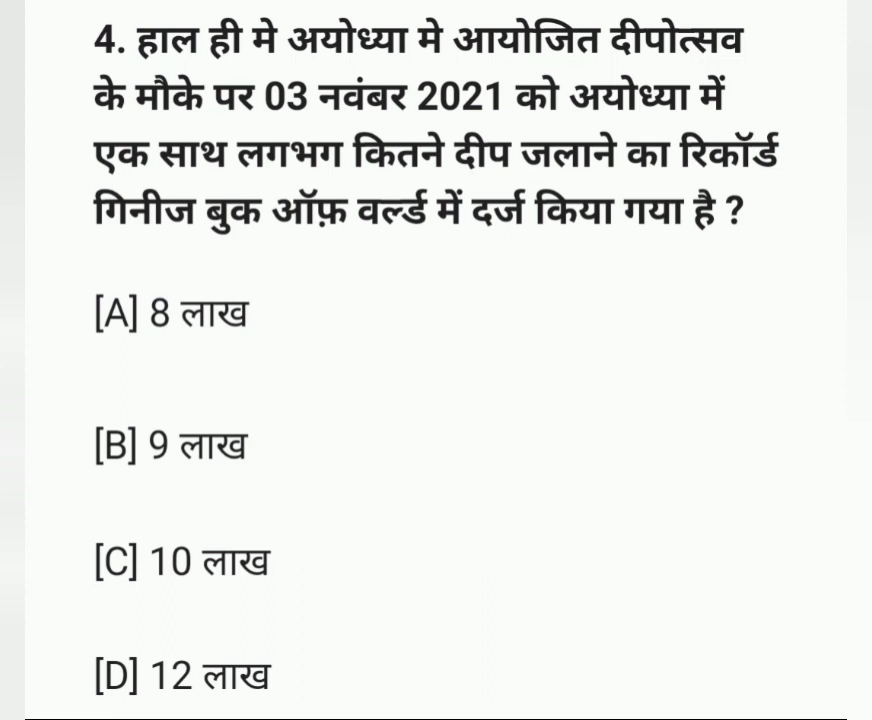 4. हाल ही मे अयोध्या मे आयोजित दीपोत्सव
के मौके पर 03 नवंबर 2021 को अयोध्या में
एक साथ लगभग कितने दीप जलाने का रिकॉर्ड
गिनीज बुक ऑफ़ वर्ल्ड में दर्ज किया गया है ?
[A] 8 लाख
[B] 9 लाख
[C] 10 लाख
[D] 12 लाख